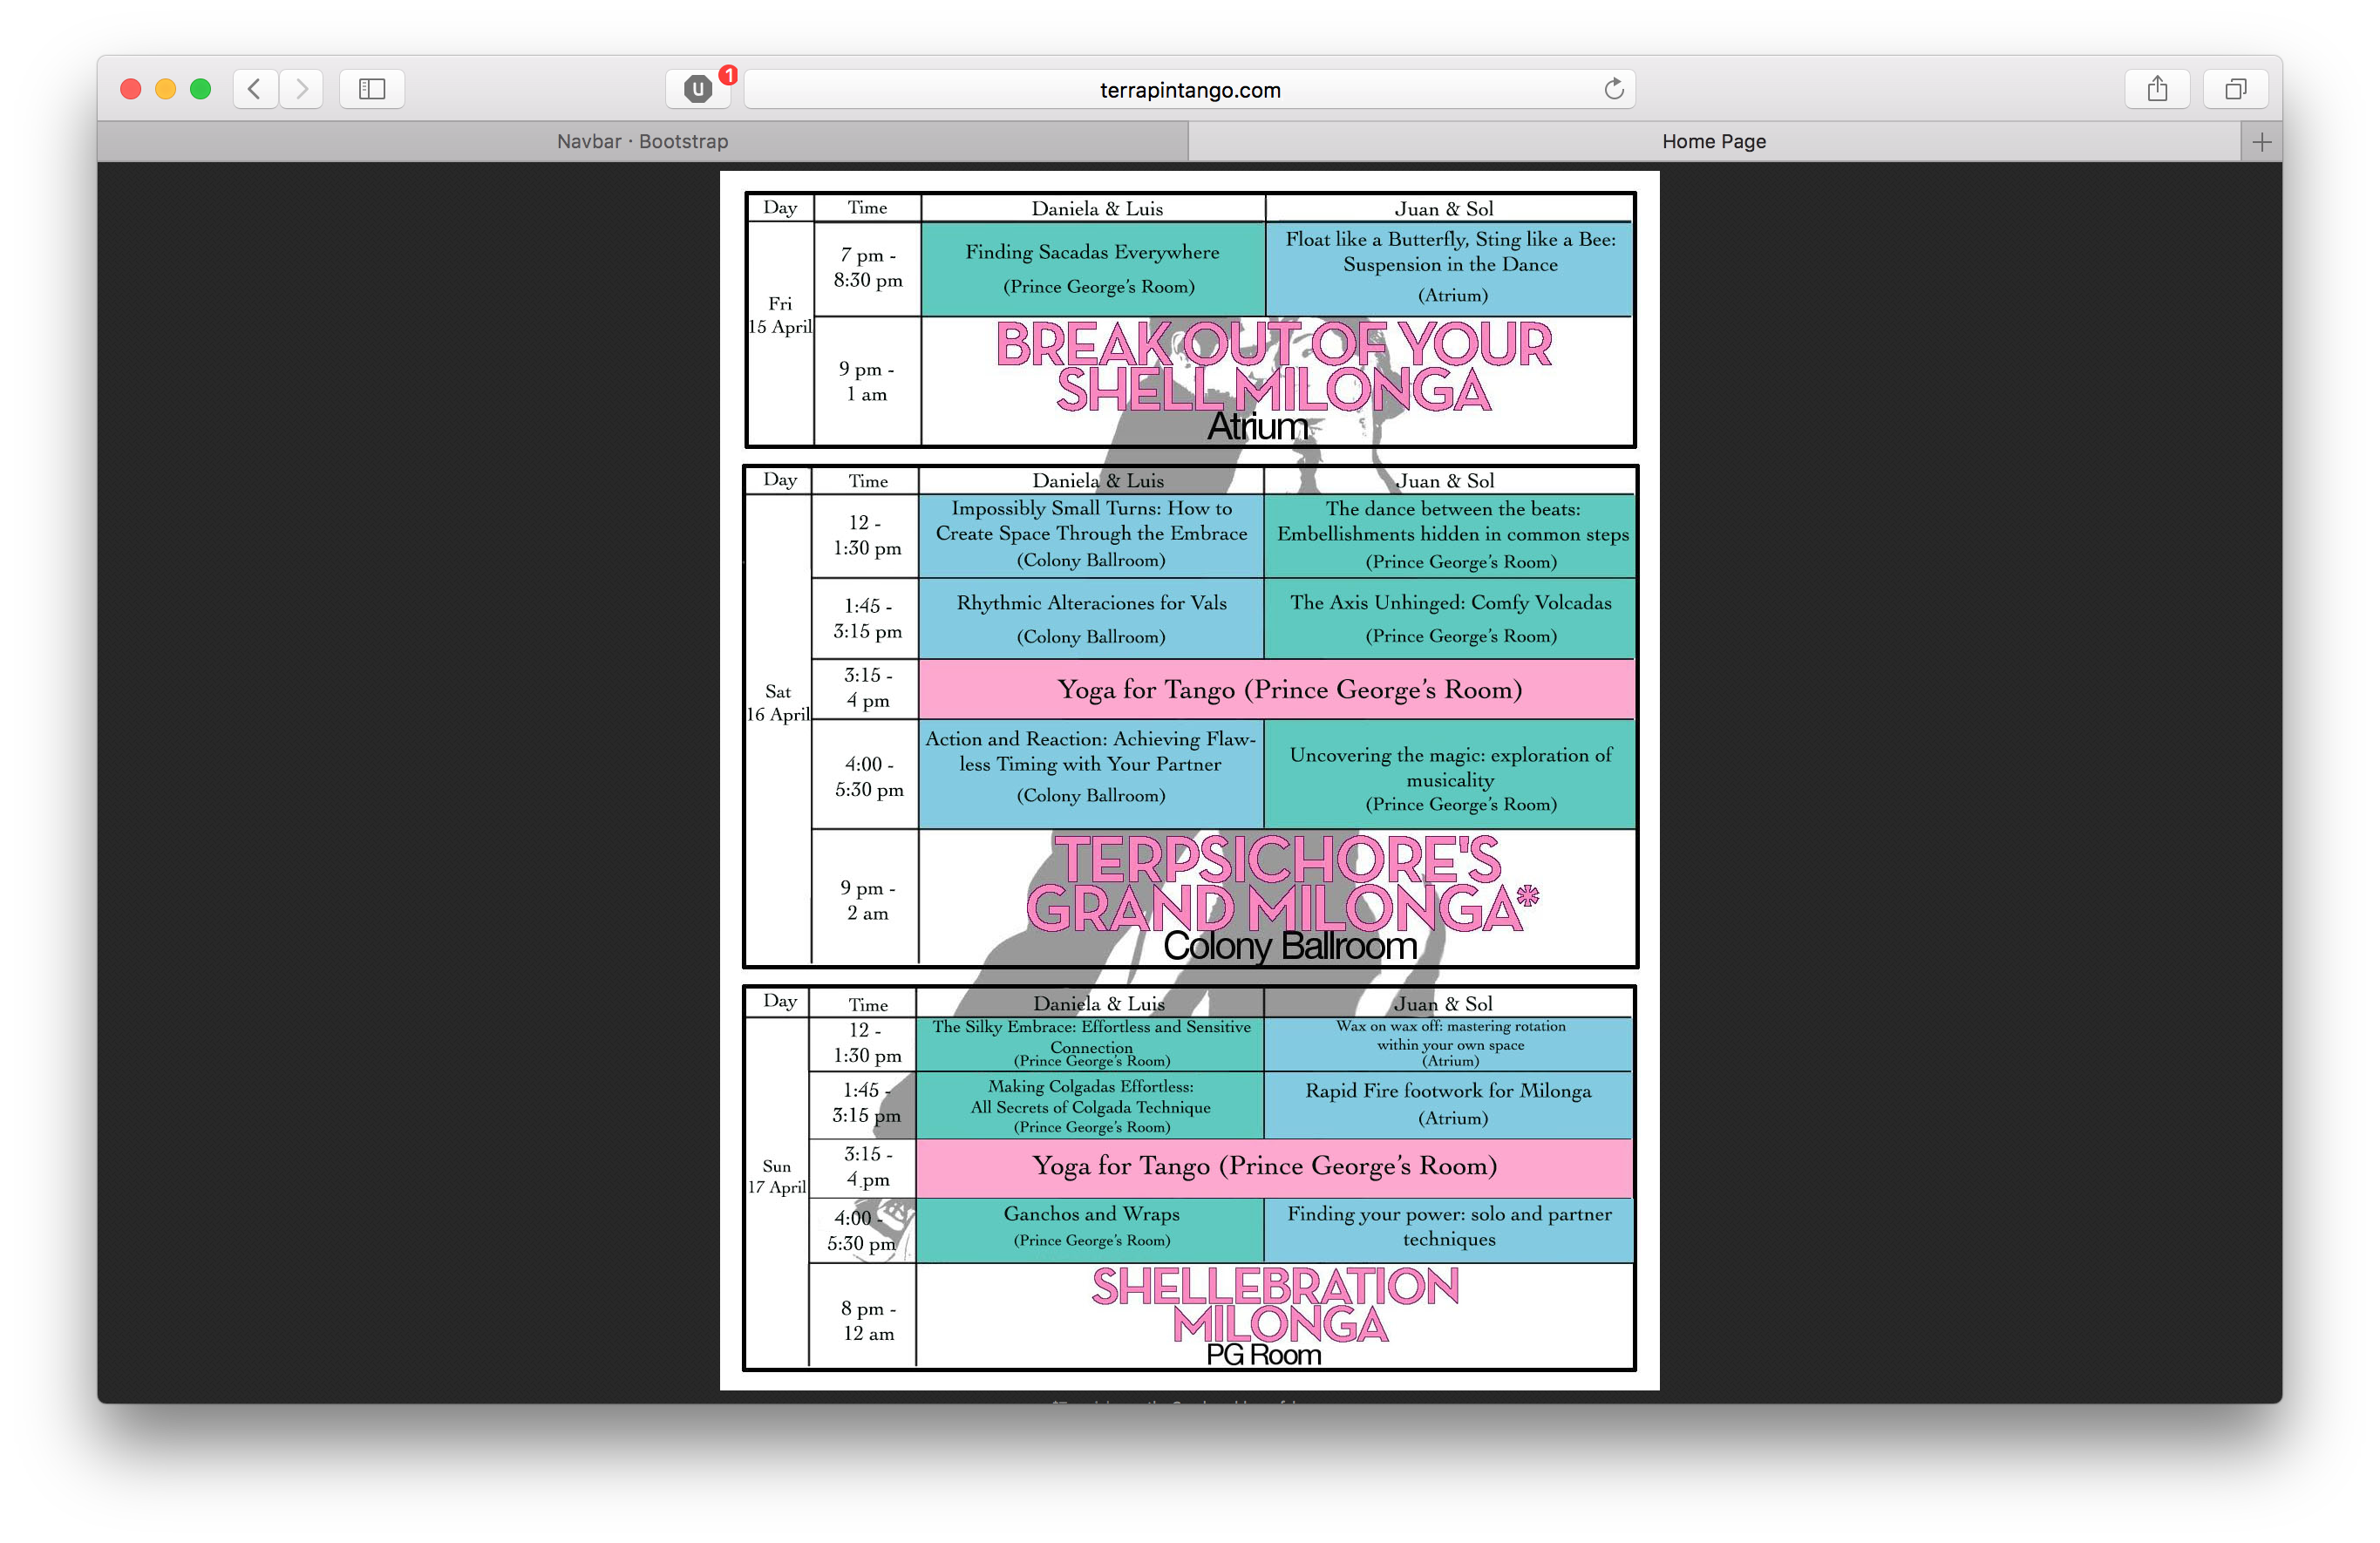 U
1
terrapintango.com
Navbar · Bootstrap
Home Page
Day
Time
Daniela & Luis
Juan & Sol
Fri
15 April
7 pm -
8:30 pm
Finding Sacadas Everywhere
(Prince George's Room)
Float like a Butterfly, Sting like a Bee:
Suspension in the Dance
(Atrium)
9 pm -
1 am
BREAK OUT OF YOUR
SHELL MILONGA
Atrium
Day
Time
Daniela & Luis
Juan & Sol
Sat
16 April
12 -
1:30 pm
Impossibly Small Turns: How to
Create Space Through the Embrace
(Colony Ballroom)
The dance between the beats:
Embellishments hidden in common steps
(Prince George's Room)
1:45 -
3:15 pm
Rhythmic Alteraciones for Vals
(Colony Ballroom)
The Axis Unhinged: Comfy Volcadas
(Prince George's Room)
3:15 -
4 pm
Yoga for Tango (Prince George's Room)
4:00 -
5:30 pm
Action and Reaction: Achieving Flaw-
less Timing with Your Partner
(Colony Ballroom)
Uncovering the magic: exploration of
musicality
(Prince George's Room)
9 pm -
2 am
TERPSICHORE'S
GRAND MILONGA*
Colony Ballroom
Day
Time
Daniela & Luis
Juan & Sol
Sun
17 April
12 -
1:30 pm
The Silky Embrace: Effortless and Sensitive
Connection
(Prince George's Room)
Wax on wax off: mastering rotation
within your own space
(Atrium)
1:45 -
3:15 pm
Making Colgadas Effortless:
All Secrets of Colgada Technique
(Prince George's Room)
Rapid Fire footwork for Milonga
(Atrium)
3:15 -
4 pm
Yoga for Tango (Prince George's Room)
4:00 -
5:30 pm
Ganchos and Wraps
(Prince George's Room)
Finding your power: solo and partner
techniques
8 pm -
12 am
SHELLEBRATION
MILONGA
PG Room